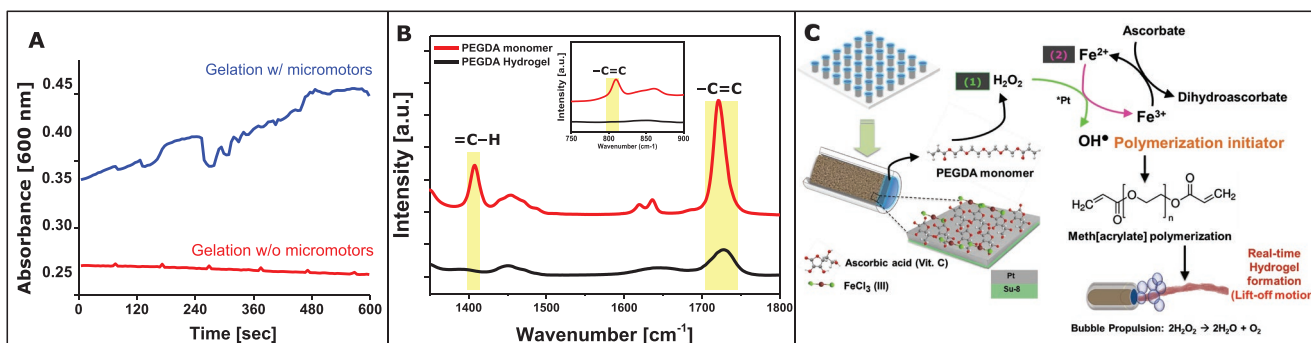 A
Absorbance [600 nm]
0.45
0.40
0.35
0.30
0.25
Gelation w/ micromotors
Gelation w/o micromotors
0
120
240
360
480
600
Time [sec]
B
PEGDA monomer
PEGDA Hydrogel
Intensity [a.u.]
=C–H
–C=C
Intensity [a.u.]
–C=C
750
800
850
900
Wavenumber (cm-1)
1400
1500
1600
1700
1800
Wavenumber [cm-1]
C
Ascorbate
(2) Fe2+
(1) H2O2
*Pt
Dihydroascorbate
Fe3+
OH● Polymerization initiator
PEGDA monomer
H2C
O
O
O
n
O
CH2
Meth[acrylate] polymerization
Ascorbic acid (Vit. C)
FeCl3 (III)
Pt
Su-8
Real-time
Hydrogel
formation
(Lift-off motion)
Bubble Propulsion: 2H2O2 → 2H2O + O2